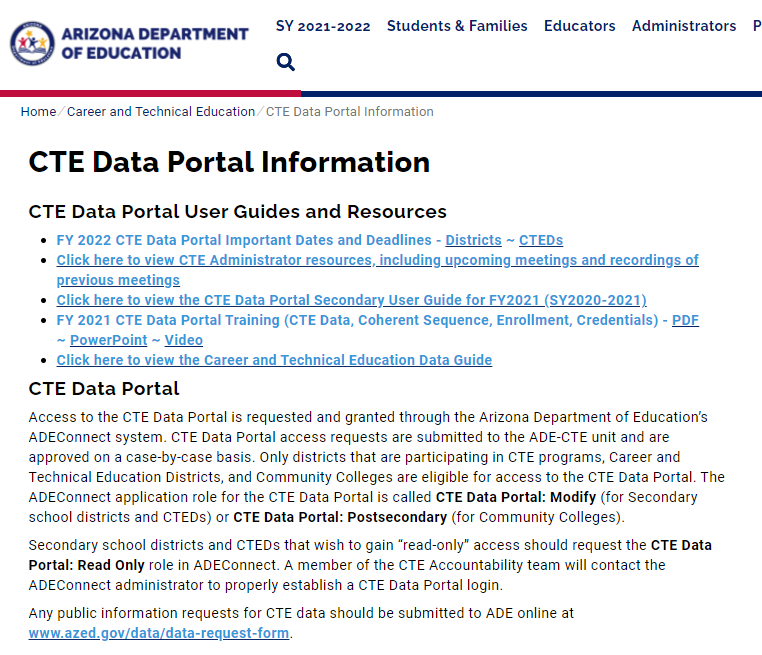 ARIZONA DEPARTMENT
OF EDUCATION
SY 2021-2022 Students & Families Educators Administrators P
Home / Career and Technical Education / CTE Data Portal Information
CTE Data Portal Information
CTE Data Portal User Guides and Resources
FY 2022 CTE Data Portal Important Dates and Deadlines - Districts ~ CTEDs
Click here to view CTE Administrator resources, including upcoming meetings and recordings of
previous meetings
Click here to view the CTE Data Portal Secondary User Guide for FY2021 (SY2020-2021)
FY 2021 CTE Data Portal Training (CTE Data, Coherent Sequence, Enrollment, Credentials) - PDF
~ PowerPoint ~ Video
Click here to view the Career and Technical Education Data Guide
CTE Data Portal
Access to the CTE Data Portal is requested and granted through the Arizona Department of Education’s
ADEConnect system. CTE Data Portal access requests are submitted to the ADE-CTE unit and are
approved on a case-by-case basis. Only districts that are participating in CTE programs, Career and
Technical Education Districts, and Community Colleges are eligible for access to the CTE Data Portal. The
ADEConnect application role for the CTE Data Portal is called CTE Data Portal: Modify (for Secondary
school districts and CTEDs) or CTE Data Portal: Postsecondary (for Community Colleges).
Secondary school districts and CTEDs that wish to gain “read-only” access should request the CTE Data
Portal: Read Only role in ADEConnect. A member of the CTE Accountability team will contact the
ADEConnect administrator to properly establish a CTE Data Portal login.
Any public information requests for CTE data should be submitted to ADE online at
www.azed.gov/data/data-request-form.